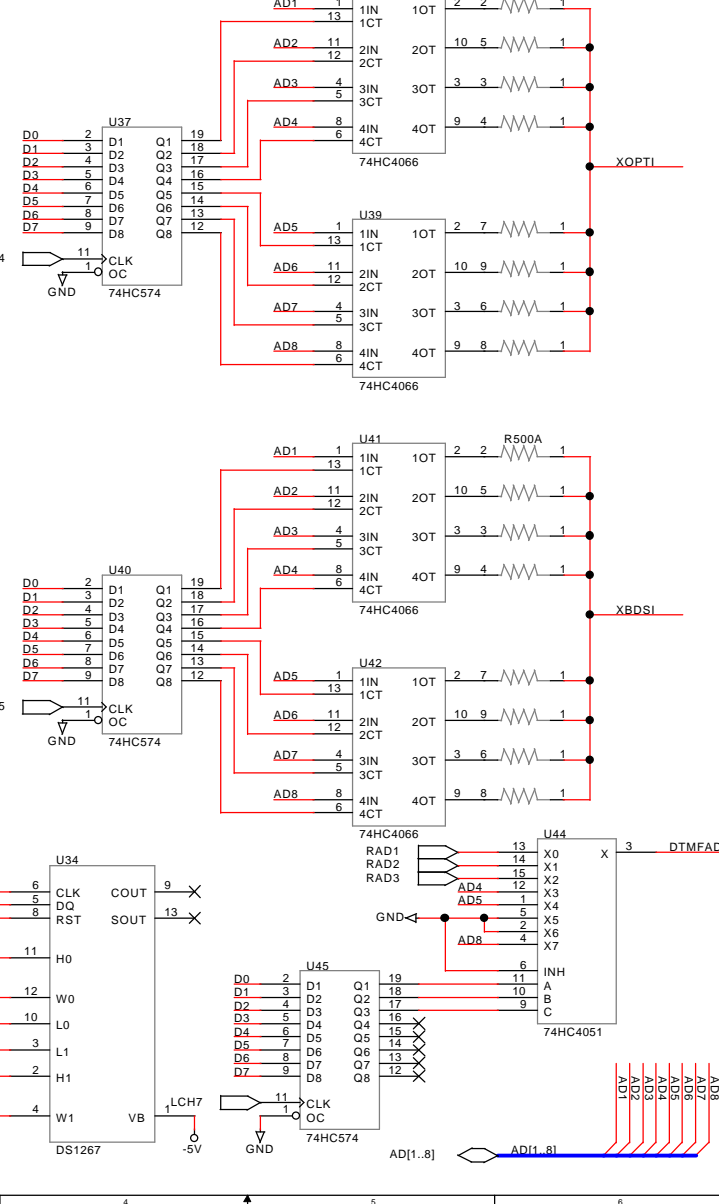 AD1 1 1IN 1OT 2 2 1
13 1CT
AD2 11 2IN 2OT 10 5 1
12 2CT
AD3 4 3IN 3OT 3 3 1
5 3CT
AD4 8 4IN 4OT 9 4 1
6 4CT
74HC4066
XOPTI
U37
D0 2 D1 Q1 19
D1 3 D2 Q2 18
D2 4 D3 Q3 17
D3 5 D4 Q4 16
D4 6 D5 Q5 15
D5 7 D6 Q6 14
D6 8 D7 Q7 13
D7 9 D8 Q8 12
4 11 CLK
1 OC
GND
74HC574
U39
AD5 1 1IN 1OT 2 7 1
13 1CT
AD6 11 2IN 2OT 10 9 1
12 2CT
AD7 4 3IN 3OT 3 6 1
5 3CT
AD8 8 4IN 4OT 9 8 1
6 4CT
74HC4066
U41
R500A
AD1 1 1IN 1OT 2 2 1
13 1CT
AD2 11 2IN 2OT 10 5 1
12 2CT
AD3 4 3IN 3OT 3 3 1
5 3CT
AD4 8 4IN 4OT 9 4 1
6 4CT
74HC4066
XBDSI
U40
D0 2 D1 Q1 19
D1 3 D2 Q2 18
D2 4 D3 Q3 17
D3 5 D4 Q4 16
D4 6 D5 Q5 15
D5 7 D6 Q6 14
D6 8 D7 Q7 13
D7 9 D8 Q8 12
5 11 CLK
1 OC
GND
74HC574
U42
AD5 1 1IN 1OT 2 7 1
13 1CT
AD6 11 2IN 2OT 10 9 1
12 2CT
AD7 4 3IN 3OT 3 6 1
5 3CT
AD8 8 4IN 4OT 9 8 1
6 4CT
74HC4066
U44
RAD1 13 X0 X 3 DTMFAD
RAD2 14 X1
RAD3 15 X2
AD4 12 X3
AD5 1 X4
GND 5 X5
2 X6
AD8 4 X7
6 INH
11 A
10 B
9 C
74HC4051
U34
6 CLK COUT 9
5 DQ
8 RST SOUT 13
11 H0
12 W0
10 L0
3 L1
2 H1
4 W1 VB 1
DS1267
-5V
U45
D0 2 D1 Q1 19
D1 3 D2 Q2 18
D2 4 D3 Q3 17
D3 5 D4 Q4 16
D4 6 D5 Q5 15
D5 7 D6 Q6 14
D6 8 D7 Q7 13
D7 9 D8 Q8 12
LCH7 11 CLK
1 OC
GND
74HC574
AD1
AD2
AD3
AD4
AD5
AD6
AD7
AD8
AD[1..8] AD[1..8]
4 5 6